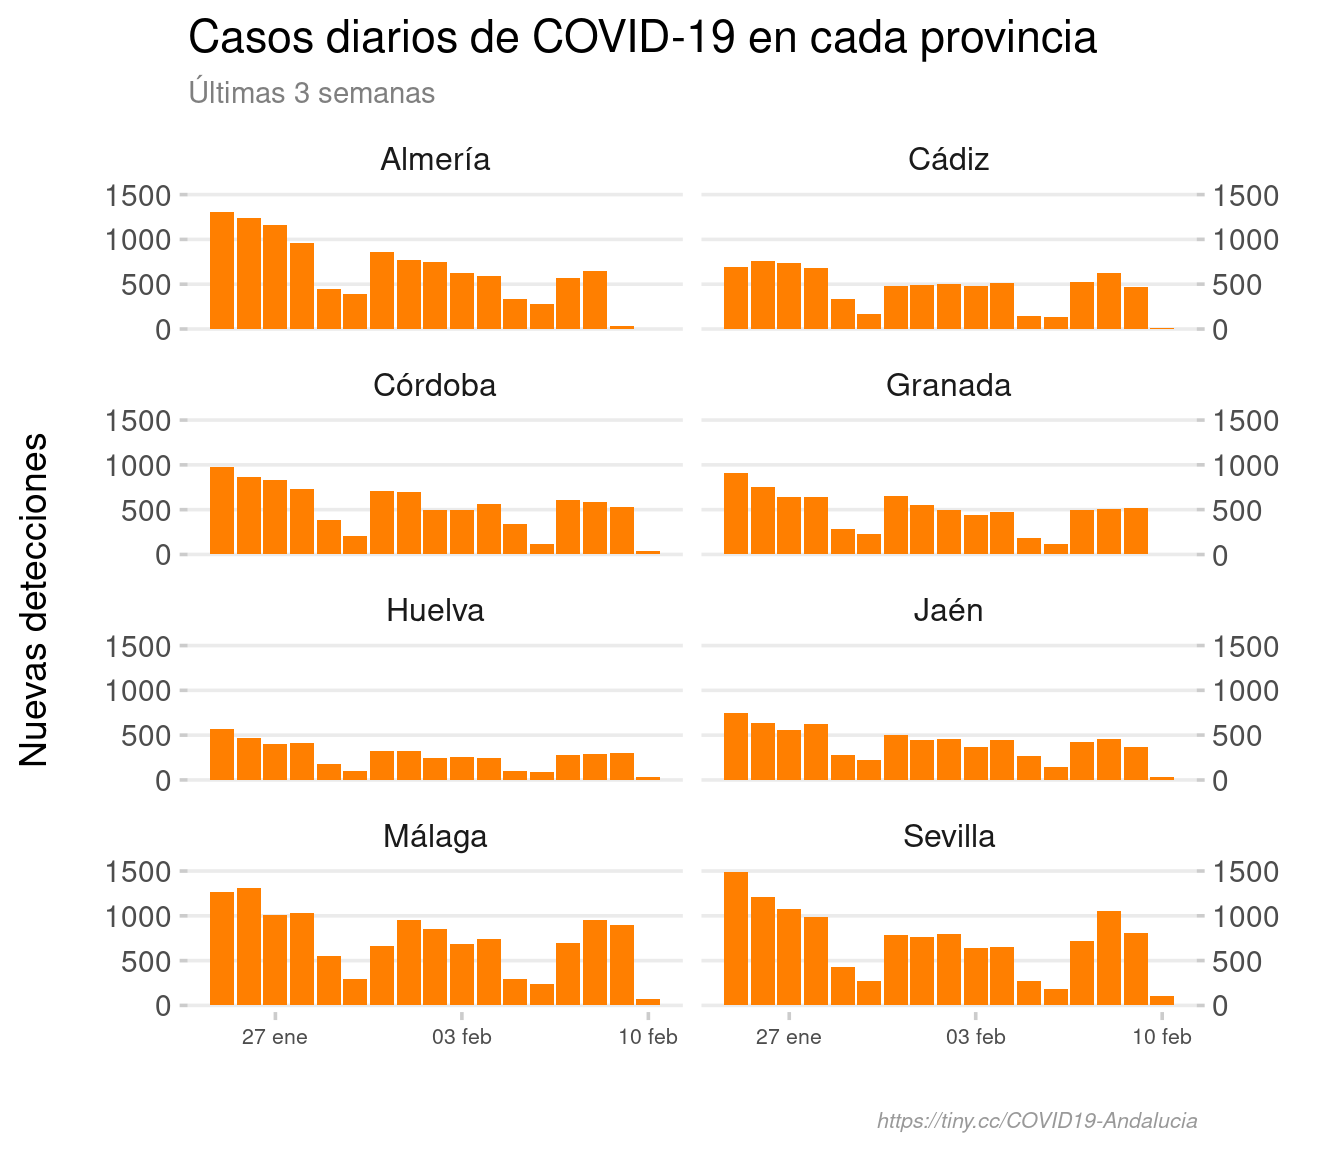 Casos diarios de COVID-19 en cada provincia
Últimas 3 semanas
Nuevas detecciones
Almería
Cádiz
1500
1000
500
0
1500
1000
500
0
Córdoba
Granada
1500
1000
500
0
1500
1000
500
0
Huelva
Jaén
1500
1000
500
0
1500
1000
500
0
Málaga
Sevilla
1500
1000
500
0
1500
1000
500
0
27 ene 03 feb 10 feb
27 ene 03 feb 10 feb
https://tiny.cc/COVID19-Andalucia